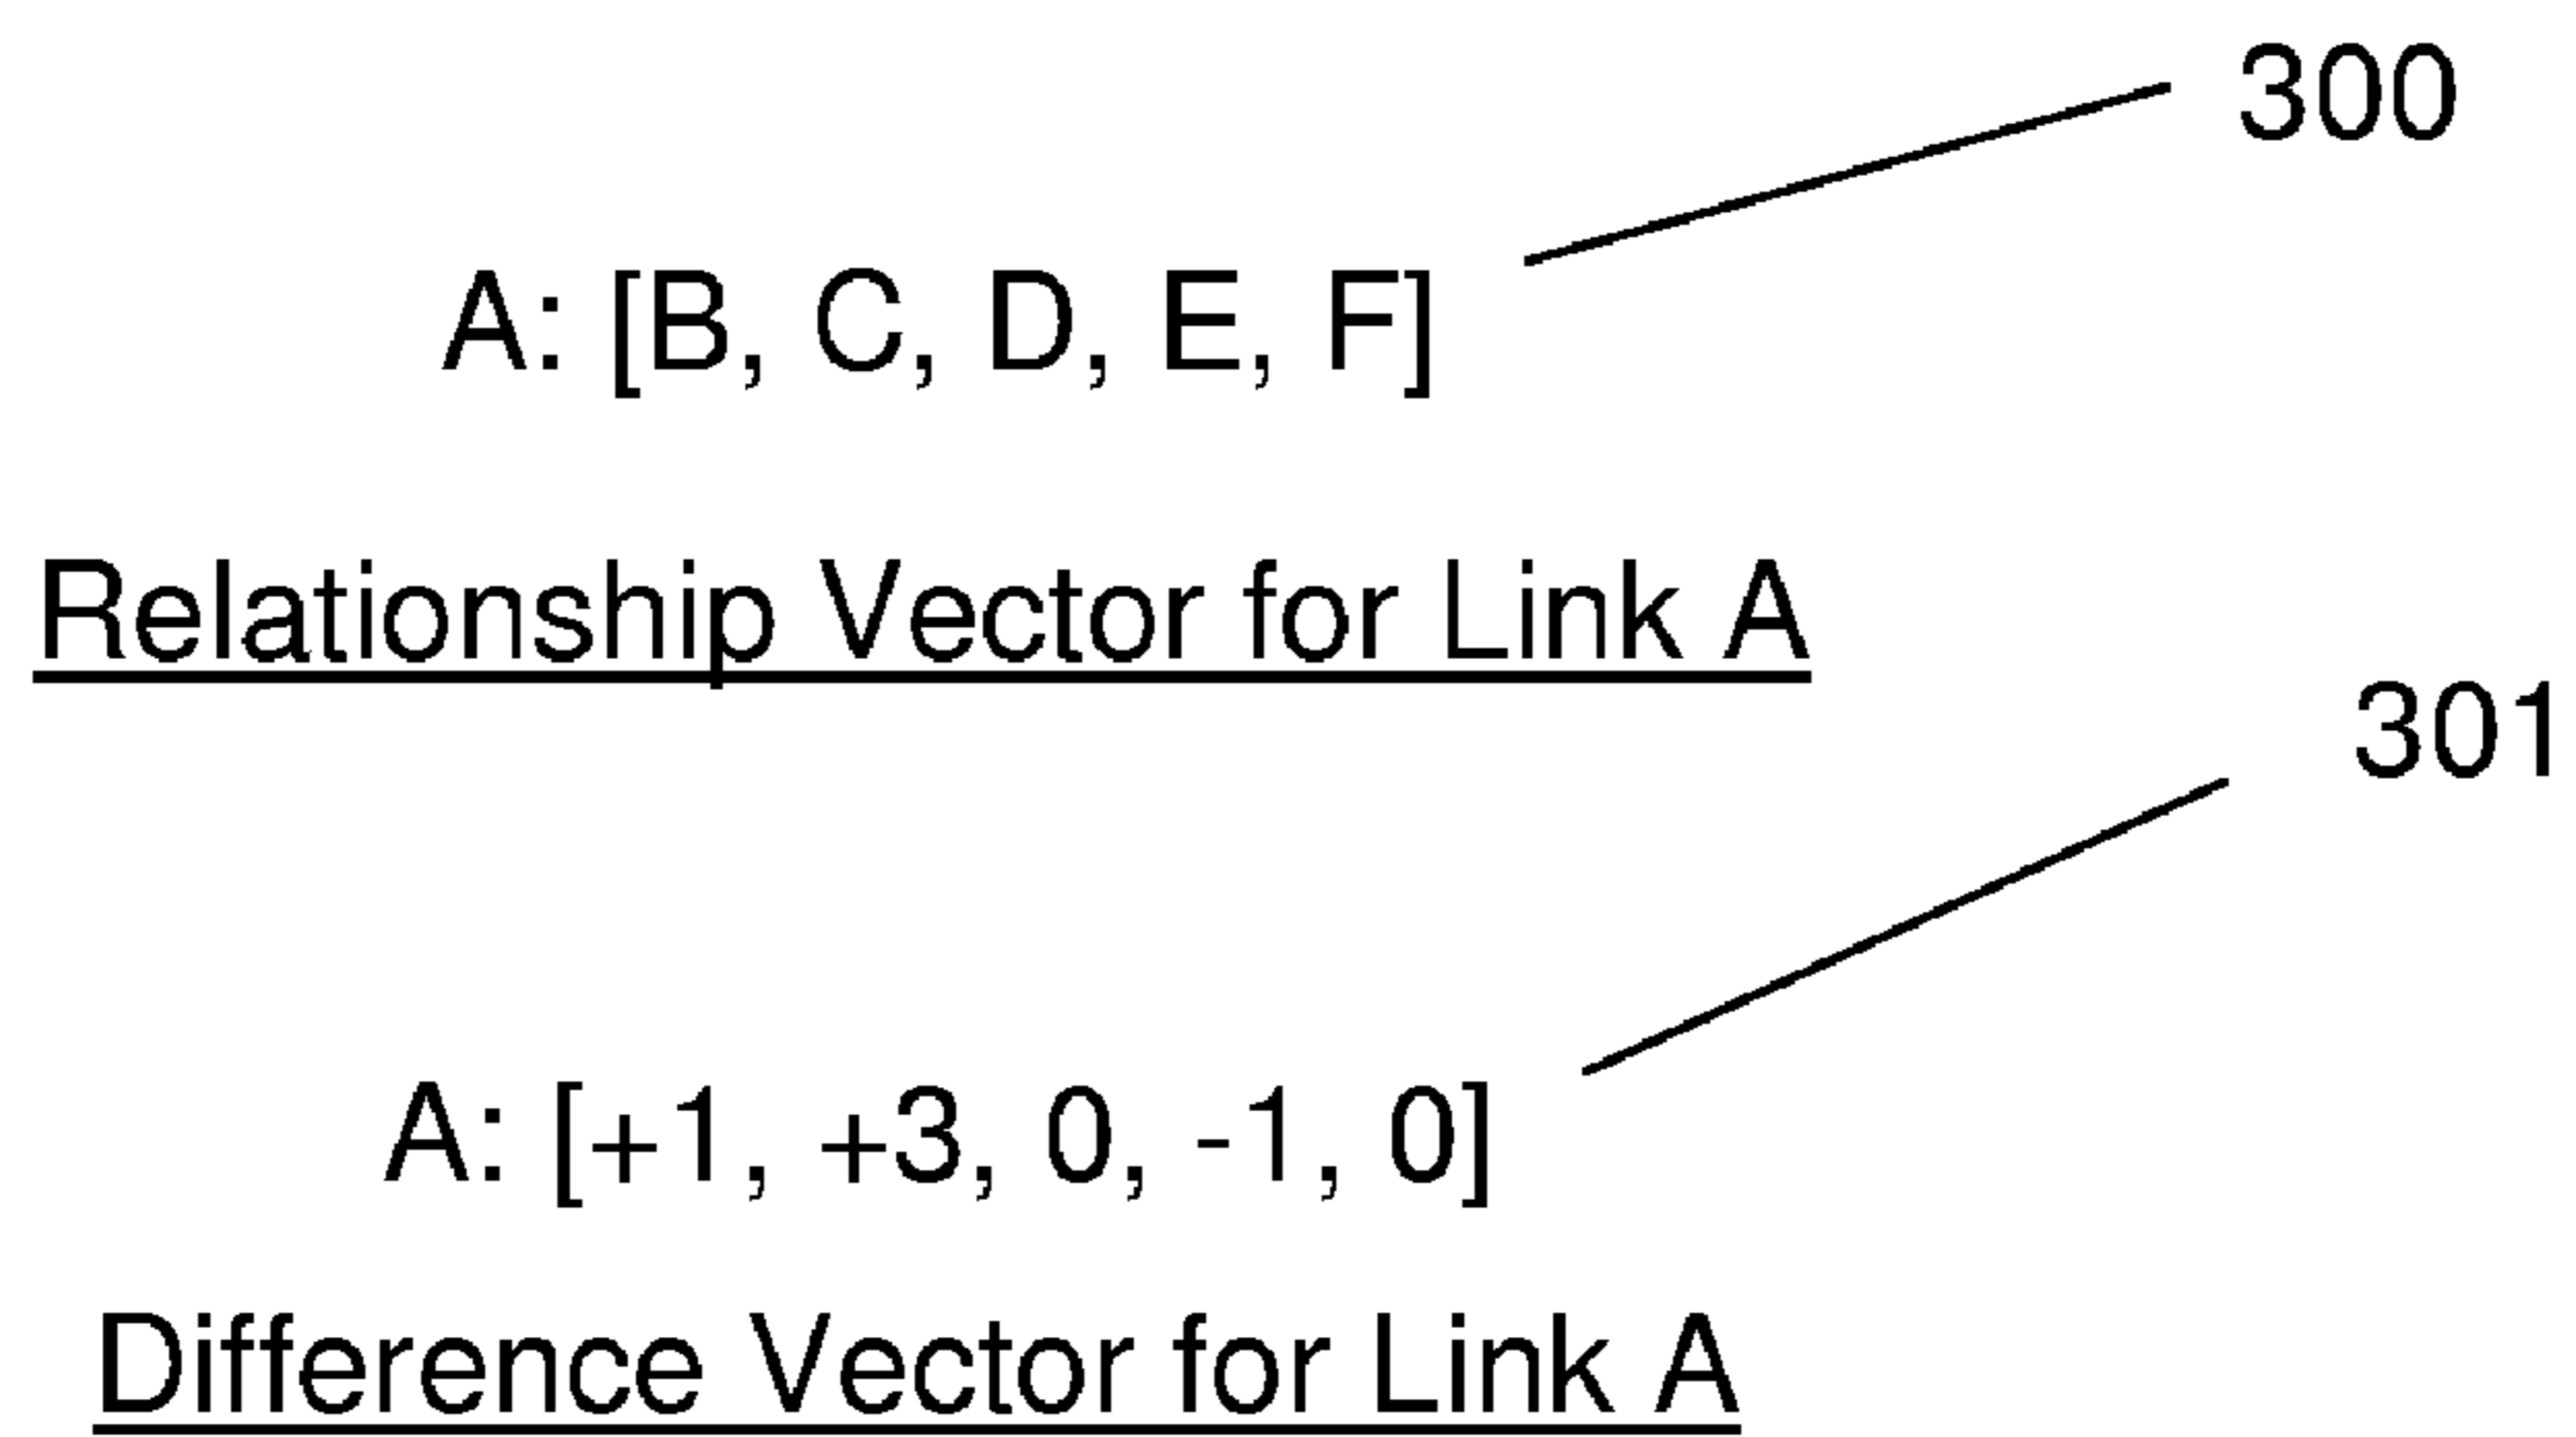 300
A: [B, C, D, E, F]
Relationship Vector for Link A
301
A: [+1, +3, 0, -1, 0]
Difference Vector for Link A